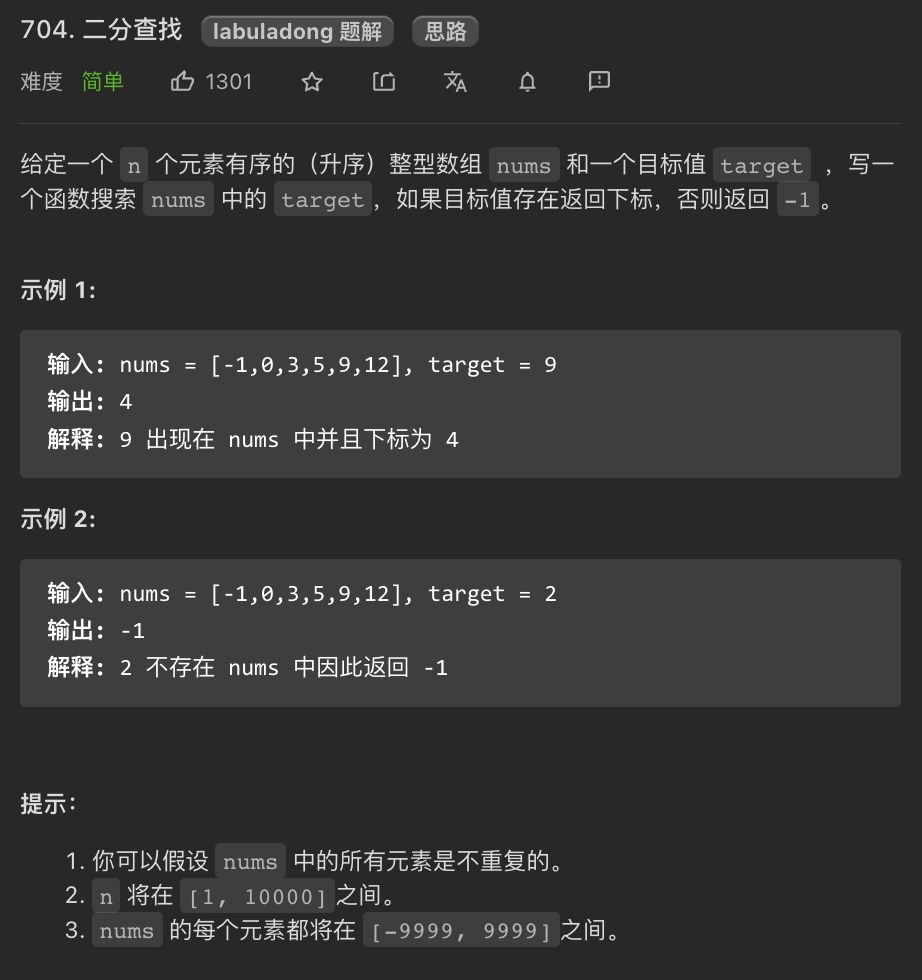 704. 二分查找 labuladong 题解 思路
难度 简单 1301
给定一个 n 个元素有序的（升序）整型数组 nums 和一个目标值 target ，写一
个函数搜索 nums 中的 target，如果目标值存在返回下标，否则返回 -1。
示例 1:
输入: nums = [-1,0,3,5,9,12], target = 9
输出: 4
解释: 9 出现在 nums 中并且下标为 4
示例 2:
输入: nums = [-1,0,3,5,9,12], target = 2
输出: -1
解释: 2 不存在 nums 中因此返回 -1
提示：
1. 你可以假设 nums 中的所有元素是不重复的。
2. n 将在 [1, 10000]之间。
3. nums 的每个元素都将在 [-9999, 9999]之间。